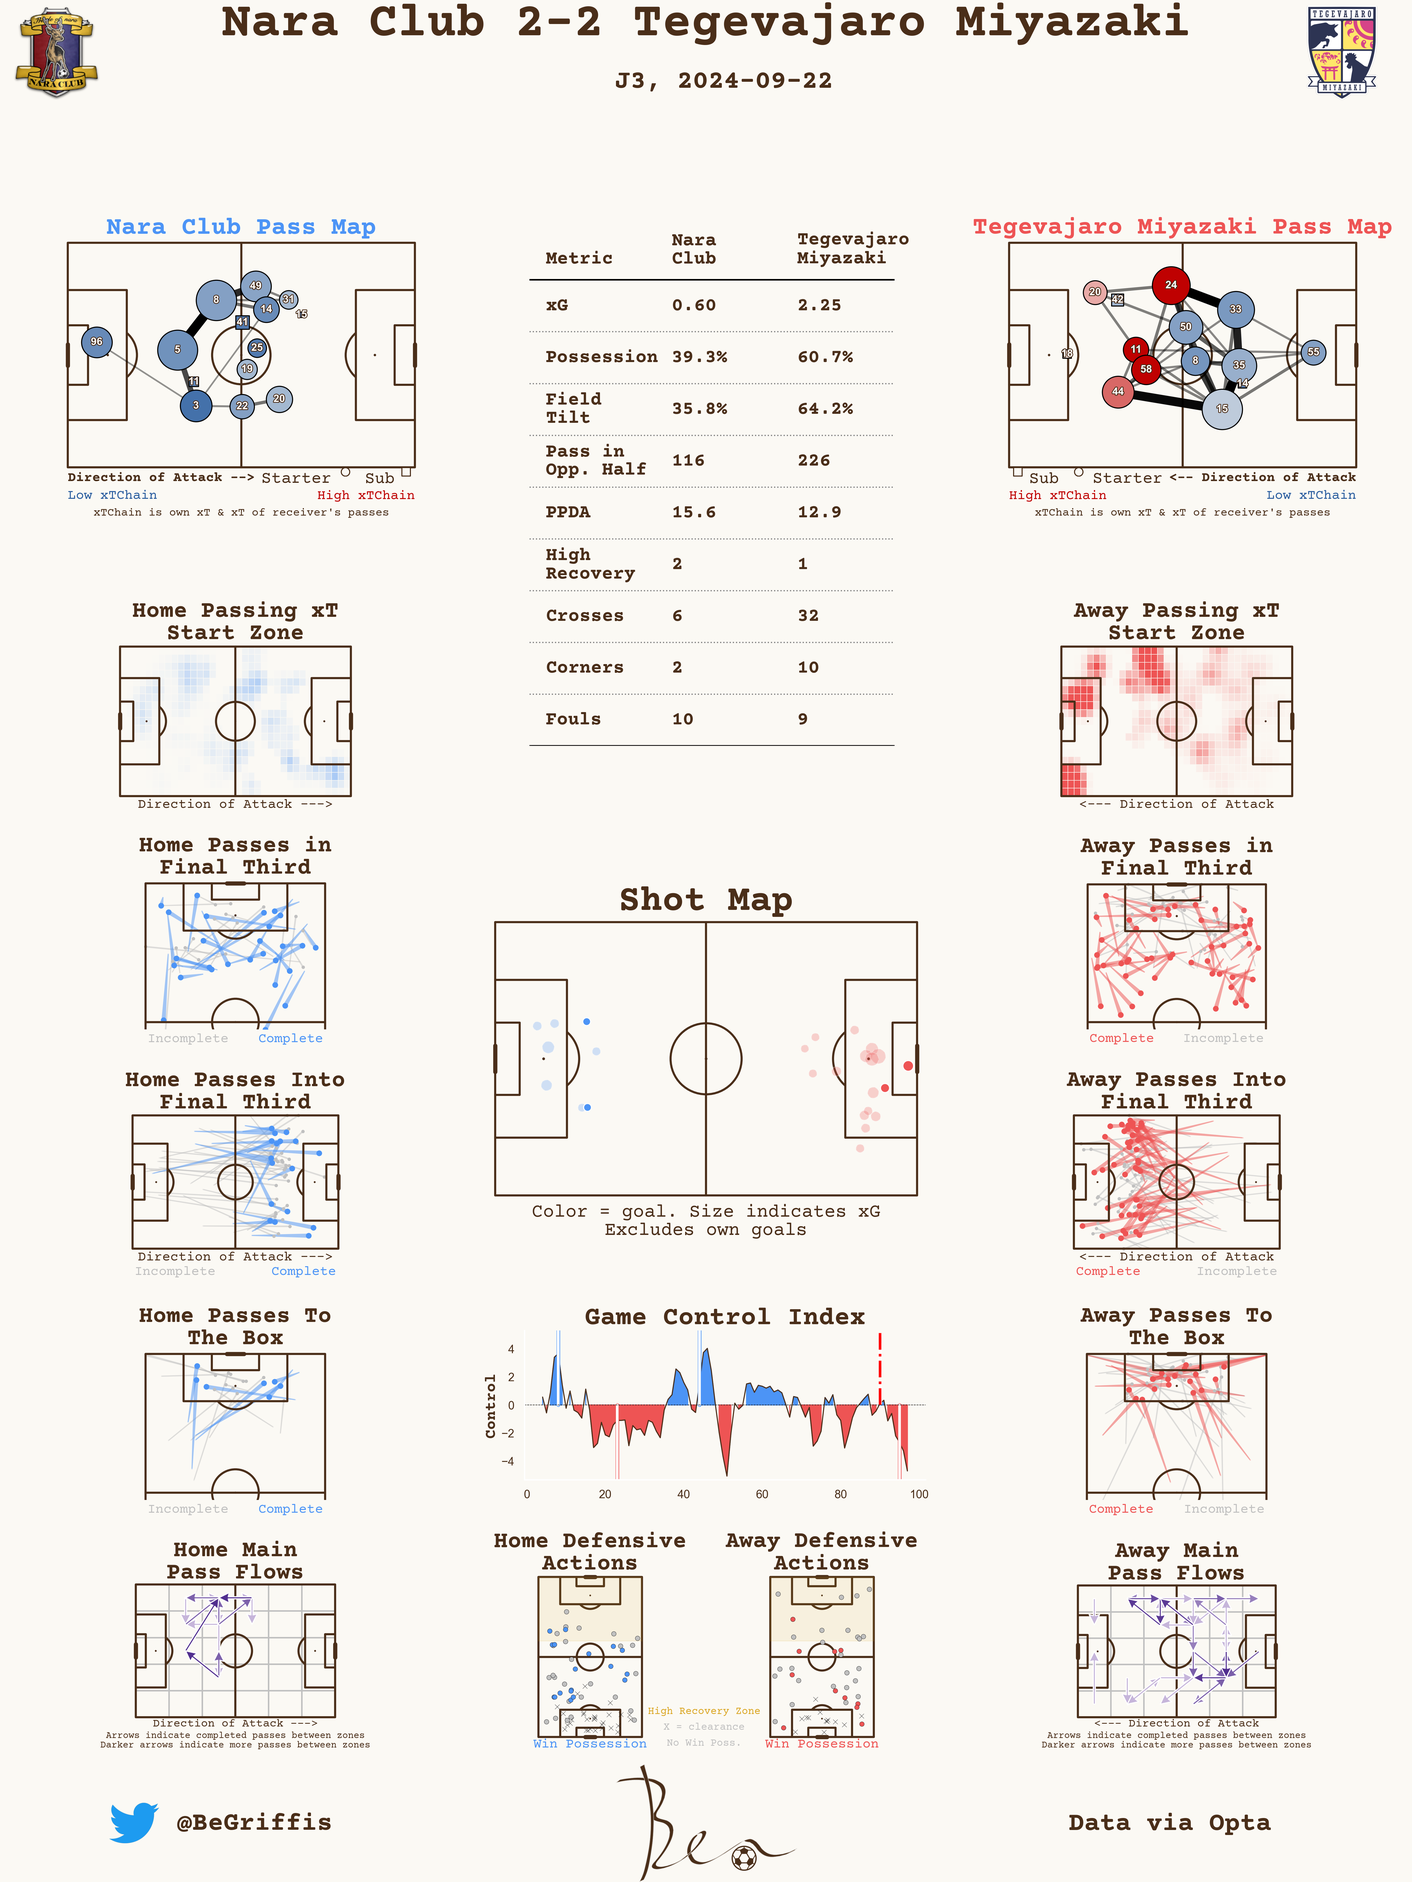 Nara Club 2-2 Tegevajaro Miyazaki
J3, 2024-09-22
NARA CLUB
TEGEVAJARO
MIYAZAKI
Nara Club Pass Map
8
49
31
14
15
41
96
5
25
19
11
3
22
20
Direction of Attack --> Starter Sub
Low xTChain High xTChain
xTChain is own xT & xT of receiver's passes
Metric Nara Club Tegevajaro Miyazaki
xG 0.60 2.25
Possession 39.3% 60.7%
Field Tilt 35.8% 64.2%
Pass in Opp. Half 116 226
PPDA 15.6 12.9
High Recovery 2 1
Crosses 6 32
Corners 2 10
Fouls 10 9
Tegevajaro Miyazaki Pass Map
20
42
24
33
50
11
18
58
8
35
55
14
44
15
Sub Starter <-- Direction of Attack
High xTChain Low xTChain
xTChain is own xT & xT of receiver's passes
Home Passing xT
Start Zone
Direction of Attack --->
Away Passing xT
Start Zone
<--- Direction of Attack
Home Passes in
Final Third
Incomplete Complete
Away Passes in
Final Third
Complete Incomplete
Shot Map
Color = goal. Size indicates xG
Excludes own goals
Home Passes Into
Final Third
Direction of Attack --->
Incomplete Complete
Away Passes Into
Final Third
<--- Direction of Attack
Complete Incomplete
Home Passes To
The Box
Incomplete Complete
Game Control Index
Control
4
2
0
−2
−4
0 20 40 60 80 100
Away Passes To
The Box
Complete Incomplete
Home Main
Pass Flows
Direction of Attack --->
Arrows indicate completed passes between zones
Darker arrows indicate more passes between zones
Home Defensive
Actions
Win Possession
High Recovery Zone
X = clearance
No Win Poss.
Away Defensive
Actions
Win Possession
Away Main
Pass Flows
<--- Direction of Attack
Arrows indicate completed passes between zones
Darker arrows indicate more passes between zones
@BeGriffis
Ben
Data via Opta